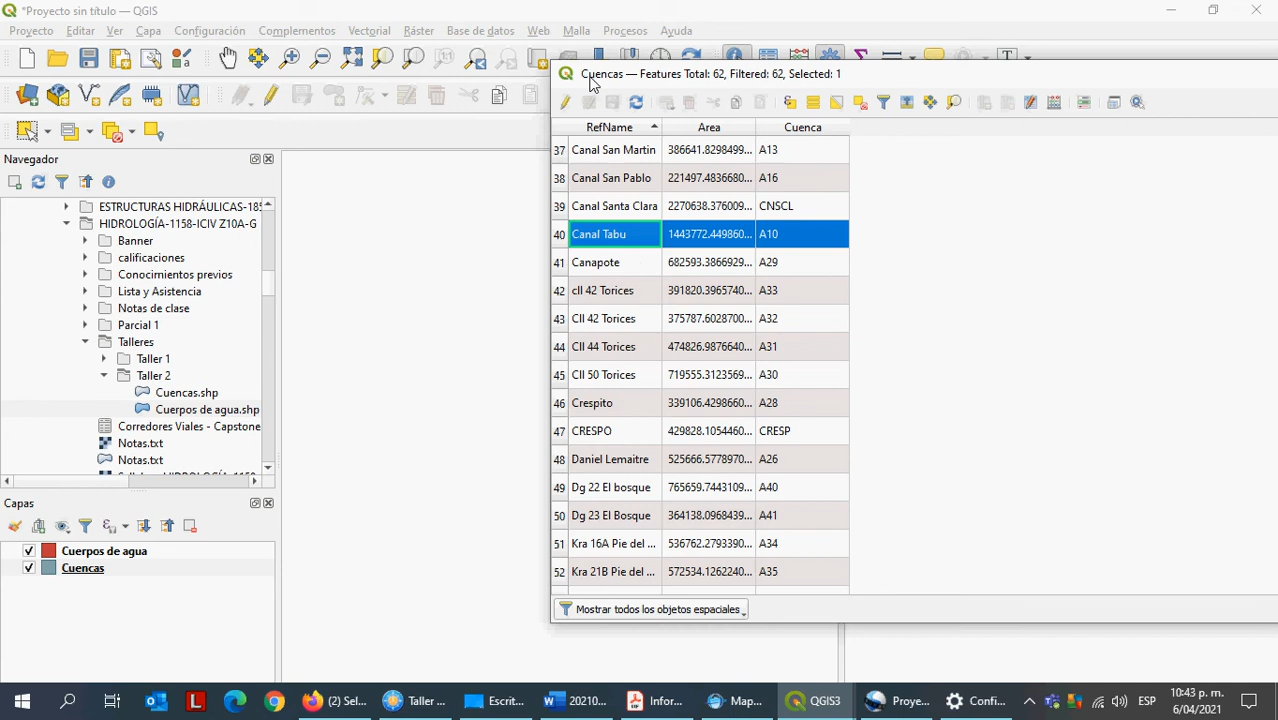 *Proyecto sin título — QGIS
Proyecto Editar Ver Capa Configuración Complementos Vectorial Ráster Base de datos Web Malla Procesos Ayuda
Cuencas — Features Total: 62, Filtered: 62, Selected: 1
Navegador
RefName Area Cuenca
37 Canal San Martin 386641.8298499... A13
38 Canal San Pablo 221497.4836680... A16
39 Canal Santa Clara 2270638.376009... CNSCL
40 Canal Tabu 1443772.449860... A10
41 Canapote 682593.3866929... A29
42 cll 42 Torices 391820.3965740... A33
43 Cll 42 Torices 375787.6028700... A32
44 Cll 44 Torices 474826.9876640... A31
45 Cll 50 Torices 719555.3123569... A30
46 Crespito 339106.4298660... A28
47 CRESPO 429828.1054460... CRESP
48 Daniel Lemaitre 525666.5778970... A26
49 Dg 22 El bosque 765659.7443109... A40
50 Dg 23 El Bosque 364138.0968439... A41
51 Kra 16A Pie del ... 536762.2793390... A34
52 Kra 21B Pie del ... 572534.1262240... A35
Mostrar todos los objetos espaciales
ESTRUCTURAS HIDRÁULICAS-185
HIDROLOGÍA-1158-ICIV Z10A-G
Banner
calificaciones
Conocimientos previos
Lista y Asistencia
Notas de clase
Parcial 1
Talleres
Taller 1
Taller 2
Cuencas.shp
Cuerpos de agua.shp
Corredores Viales - Capstone
Notas.txt
Notas.txt
Capas
Cuerpos de agua
Cuencas
(2) Sel... Taller ... Escrit... 20210... Infor... Map... QGIS3 Proye... Confi... ESP 10:43 p. m.
6/04/2021